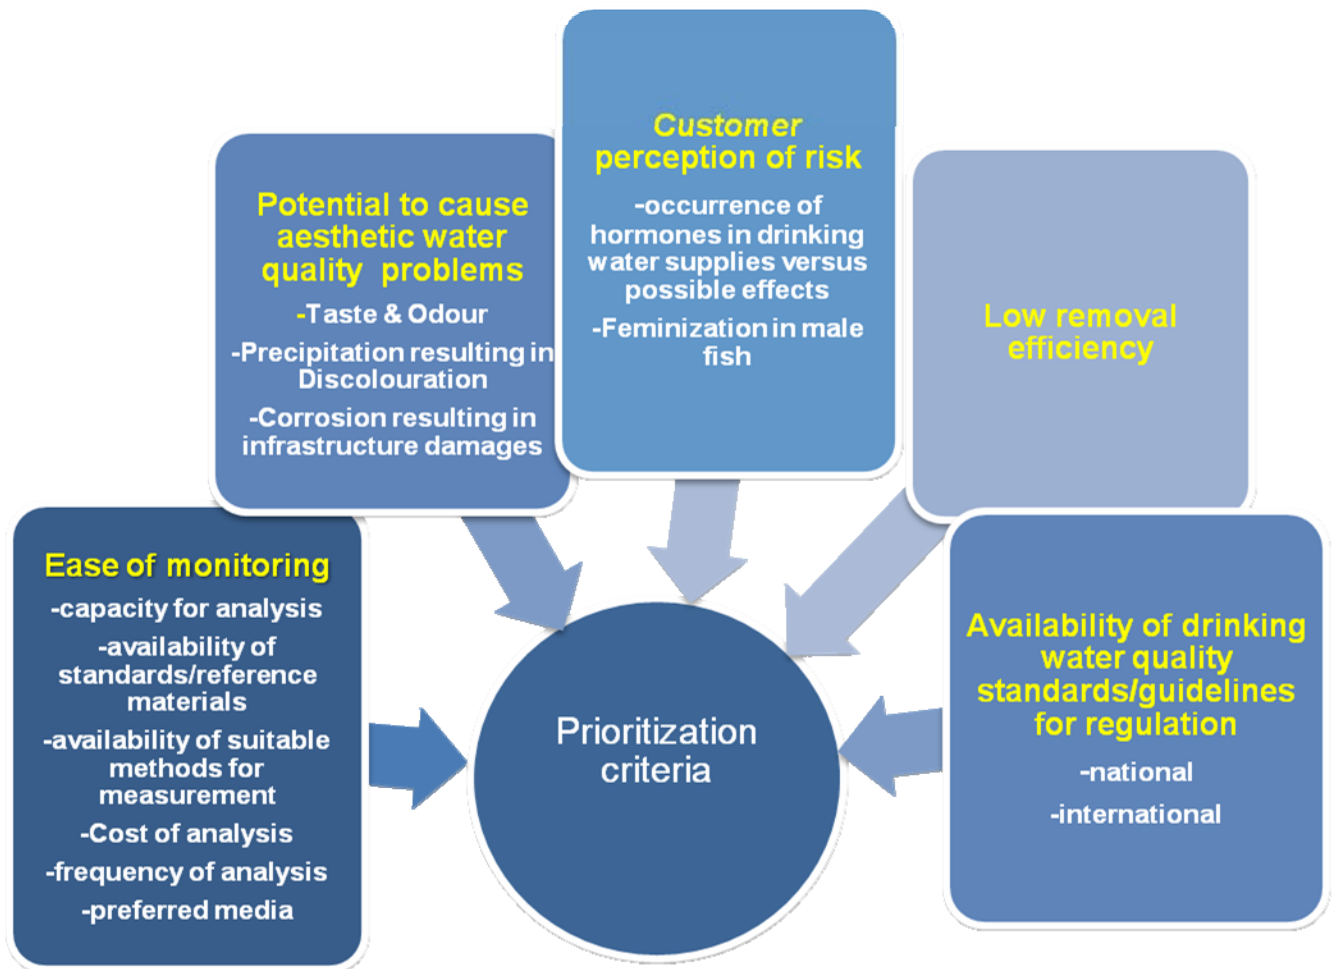 Customer
perception of risk
-occurrence of
hormones in drinking
water supplies versus
possible effects
-Feminization in male
fish
Potential to cause
aesthetic water
quality problems
-Taste & Odour
-Precipitation resulting in
Discolouration
-Corrosion resulting in
infrastructure damages
Low removal
efficiency
Ease of monitoring
-capacity for analysis
-availability of
standards/reference
materials
-availability of suitable
methods for
measurement
-Cost of analysis
-frequency of analysis
-preferred media
Availability of drinking
water quality
standards/guidelines
for regulation
-national
-international
Prioritization
criteria